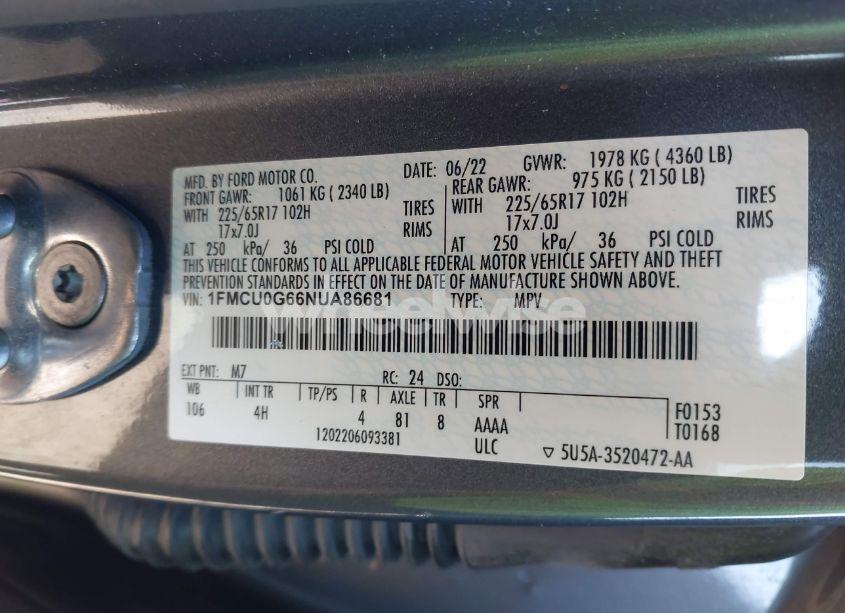 MFD. BY FORD MOTOR CO. DATE: 06/22 GVWR: 1978 KG ( 4360 LB)
FRONT GAWR: 1061 KG ( 2340 LB) REAR GAWR: 975 KG ( 2150 LB)
WITH 225/65R17 102H TIRES WITH 225/65R17 102H TIRES
17x7.0J RIMS 17x7.0J RIMS
AT 250 kPa/ 36 PSI COLD AT 250 kPa/ 36 PSI COLD
THIS VEHICLE CONFORMS TO ALL APPLICABLE FEDERAL MOTOR VEHICLE SAFETY AND THEFT
PREVENTION STANDARDS IN EFFECT ON THE DATE OF MANUFACTURE SHOWN ABOVE.
VIN: 1FMCU0G66NUA86681 TYPE: MPV
wheelwise
EXT PNT: M7 RC: 24 DSO:
WB INT TR TP/PS R AXLE TR SPR
106 4H 4 81 8 AAAA F0153
1202206093381 ULC T0168
▽ 5U5A-3520472-AA